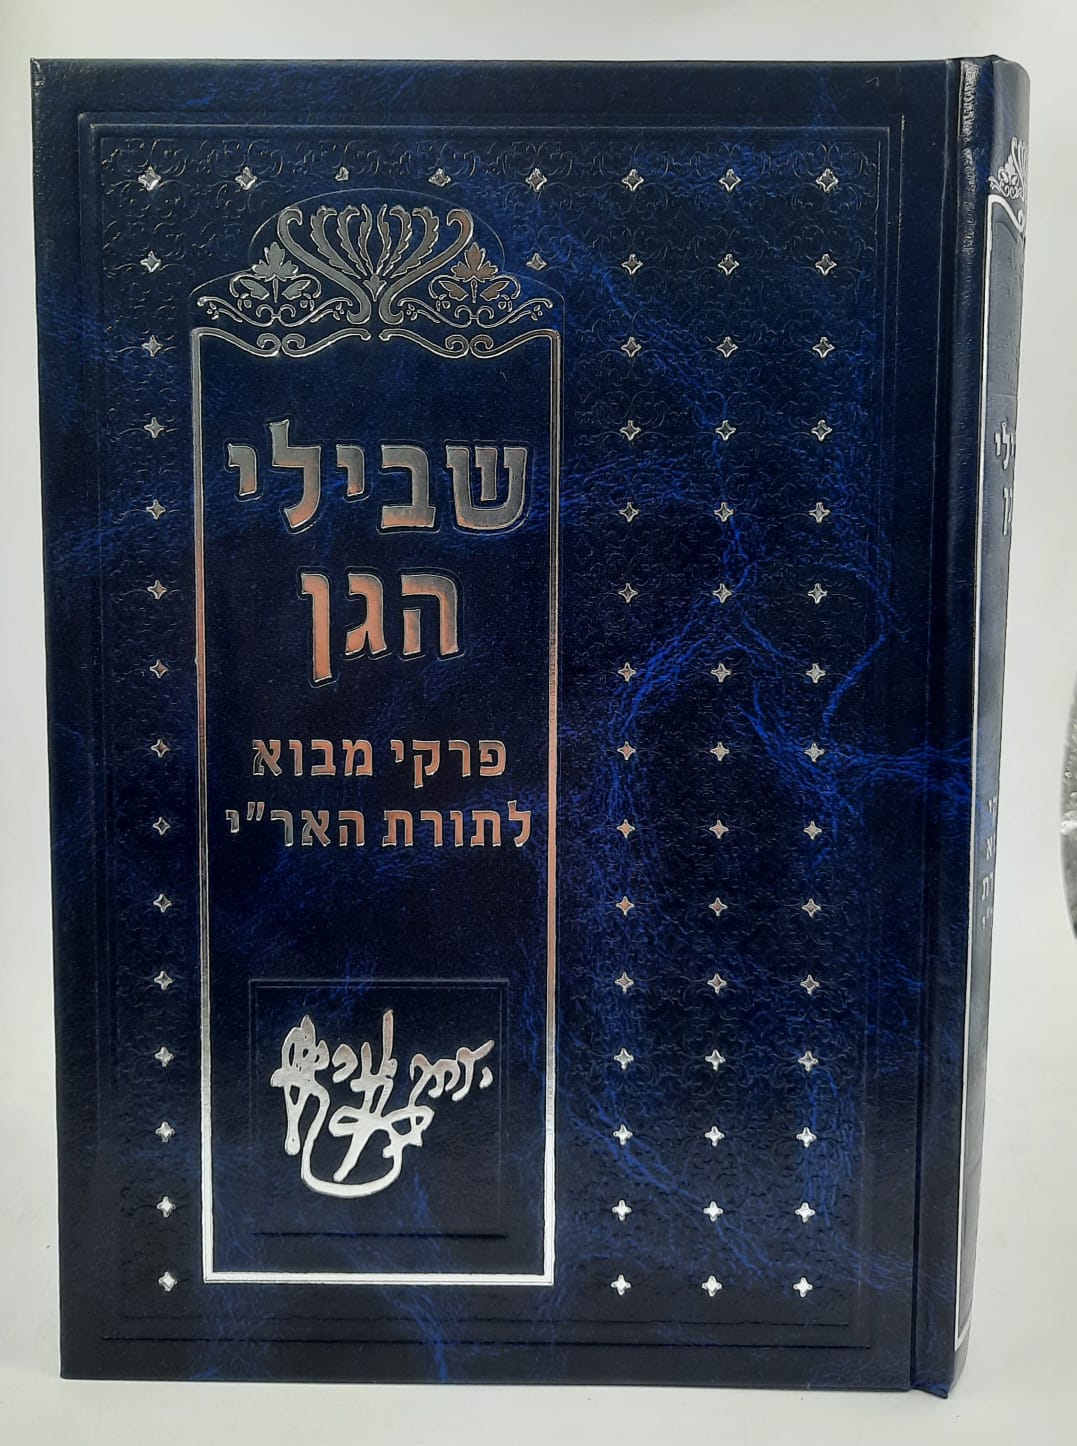 שבילי
הגן
פרקי מבוא
לתורת האר"י